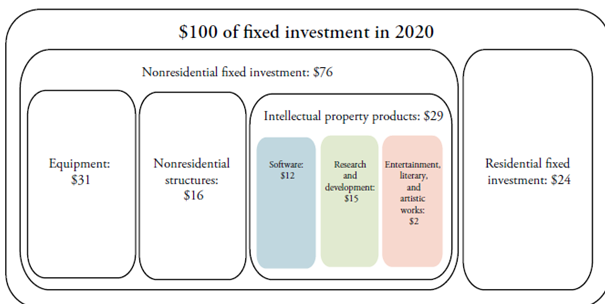 $100 of fixed investment in 2020
Nonresidential fixed investment: $76
Intellectual property products: $29
Equipment:
$31
Nonresidential
structures:
$16
Software:
$12
Research
and
development:
$15
Entertainment,
literary,
and
artistic
works:
$2
Residential fixed
investment: $24